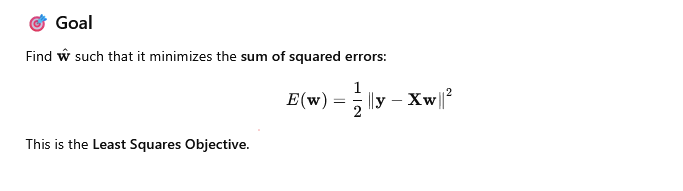 🎯 Goal
Find ŵ such that it minimizes the sum of squared errors:
E(w) = 1/2 ‖y − Xw‖²
This is the Least Squares Objective.